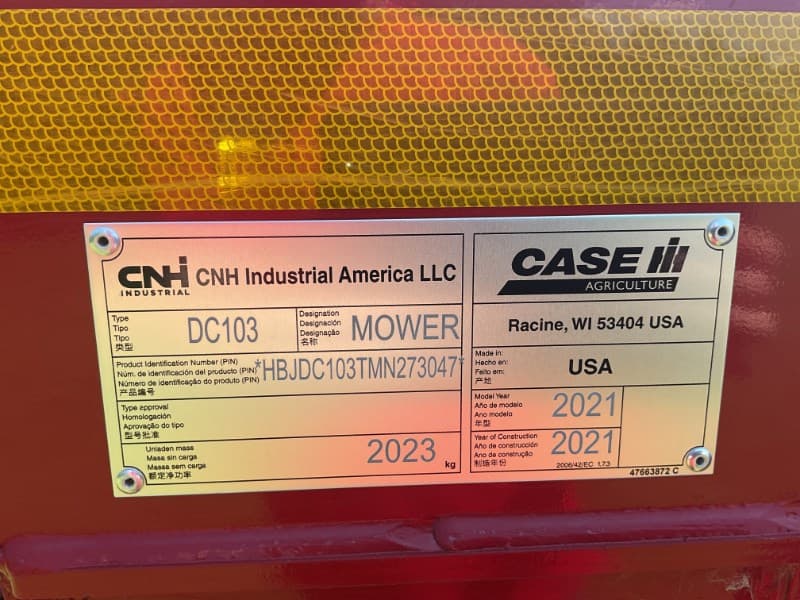 CNH INDUSTRIAL
CNH Industrial America LLC
Type
Tipo
Tipo
类型
DC103
Designation
Designación
Designação
名称
MOWER
Product Identification Number (PIN)
Núm. de identificación del producto (PIN)
Número de identificação do produto (PIN)
产品编号
*HBJDC103TMN273047*
Type approval
Homologación
Aprovação do tipo
型号批准
Unladen mass
Masa sin carga
Massa sem carga
额定净功率
2023
kg
CASE IH
AGRICULTURE
Racine, WI 53404 USA
Made in:
Hecho en:
Feito em:
产地
USA
Model Year
Año de modelo
Ano modelo
年型
2021
Year of Construction
Año de construcción
Ano de construção
制造年份
2021
2006/42/EC 1.7.3
47663872 C